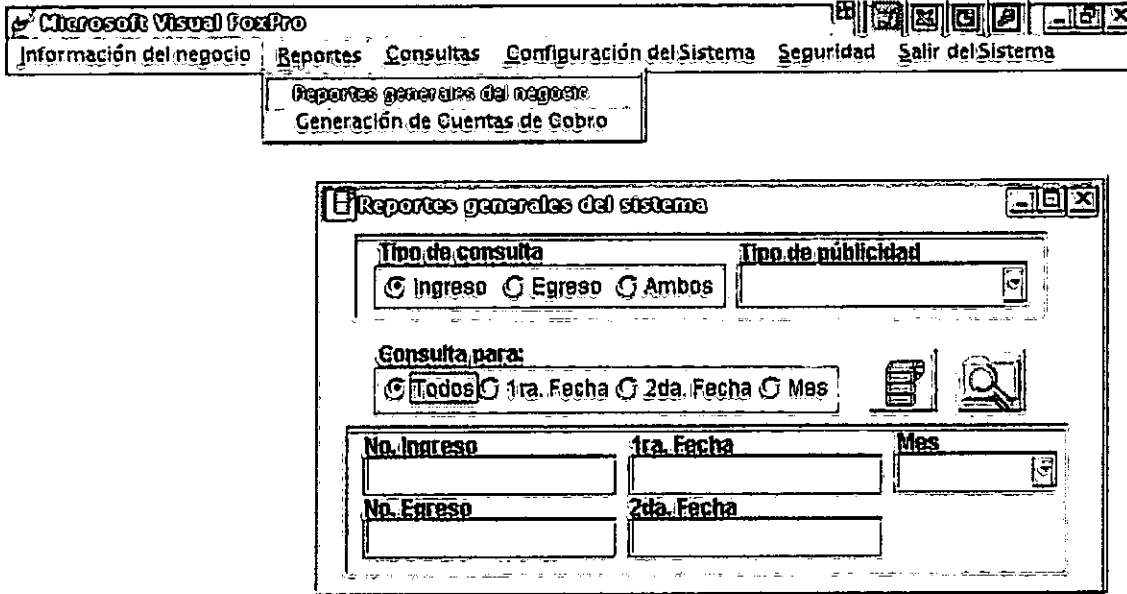 Microsoft Visual FoxPro
Información del negocio Reportes Consultas Configuración del Sistema Seguridad Salir del Sistema
Reportes generales del negocio
Generación de Cuentas de Cobro
Reportes generales del sistema
Tipo de consulta Tipo de públicidad
Ingreso Egreso Ambos
Consulta para:
Todos 1ra. Fecha 2da. Fecha Mes
No. Ingreso 1ra. Fecha Mes
No. Egreso 2da. Fecha